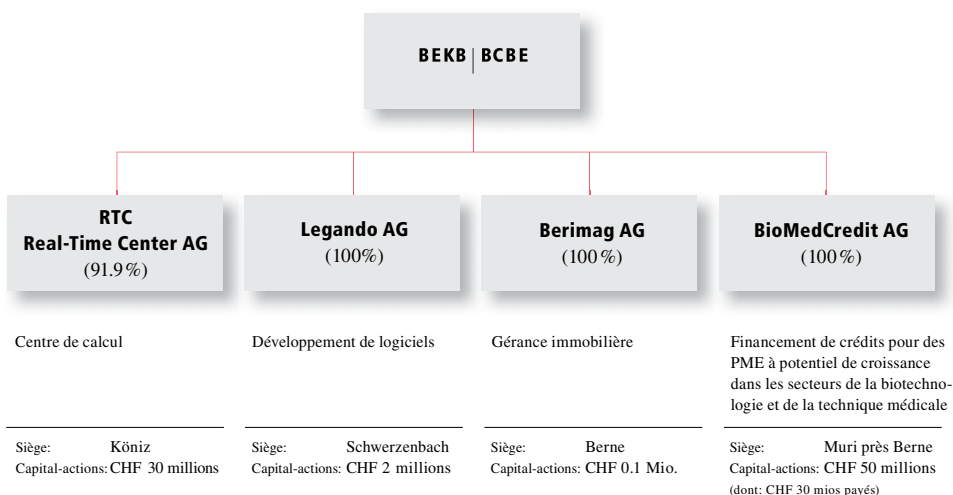 BEKB | BCBE
RTC
Real-Time Center AG
(91.9 %)
Legando AG
(100%)
Berimag AG
(100 %)
BioMedCredit AG
(100 %)
Centre de calcul
Développement de logiciels
Gérance immobilière
Financement de crédits pour des
PME à potentiel de croissance
dans les secteurs de la biotechno-
logie et de la technique médicale
Siège: Köniz
Capital-actions: CHF 30 millions
Siège: Schwerzenbach
Capital-actions: CHF 2 millions
Siège: Berne
Capital-actions: CHF 0.1 Mio.
Siège: Muri près Berne
Capital-actions: CHF 50 millions
(dont: CHF 30 mios payés)